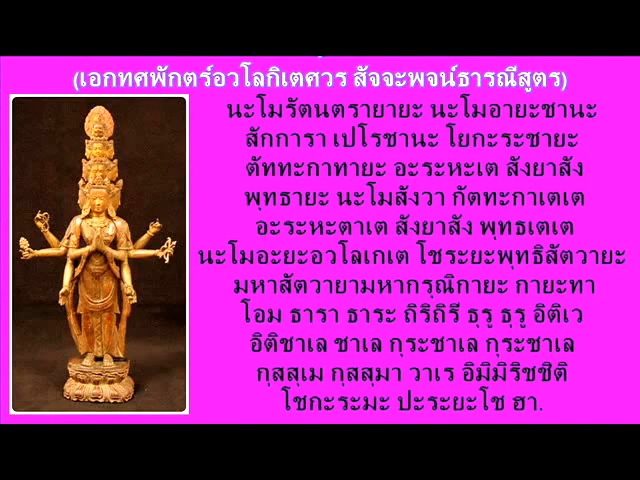 (เอกทศพักตร์อวโลกิเตศวร สัจจะพจน์ธารณีสูตร)
นะโมรัตนตรายายะ นะโมอายะชานะ
สักการา เปโรชานะ โยกะระชายะ
ตัททะกาทายะ อะระหะเต สังยาสัง
พุทธายะ นะโมสังวา กัตทะกาเตเต
อะระหะตาเต สังยาสัง พุทธเตเต
นะโมอะยะอวโลเกเต โชระยะพุทธิสัตวายะ
มหาสัตวายามหากรุณิกายะ กายะทา
โอม ธารา ธาระ ถิริถิรี ธุรู ธุรู อิติเว
อิติชาเล ชาเล กุระชาเล กุระชาเล
กุสสุเม กุสสุมา วาเร อิมิมิริชชิติ
โชกะระมะ ปะระยะโช ฮา.